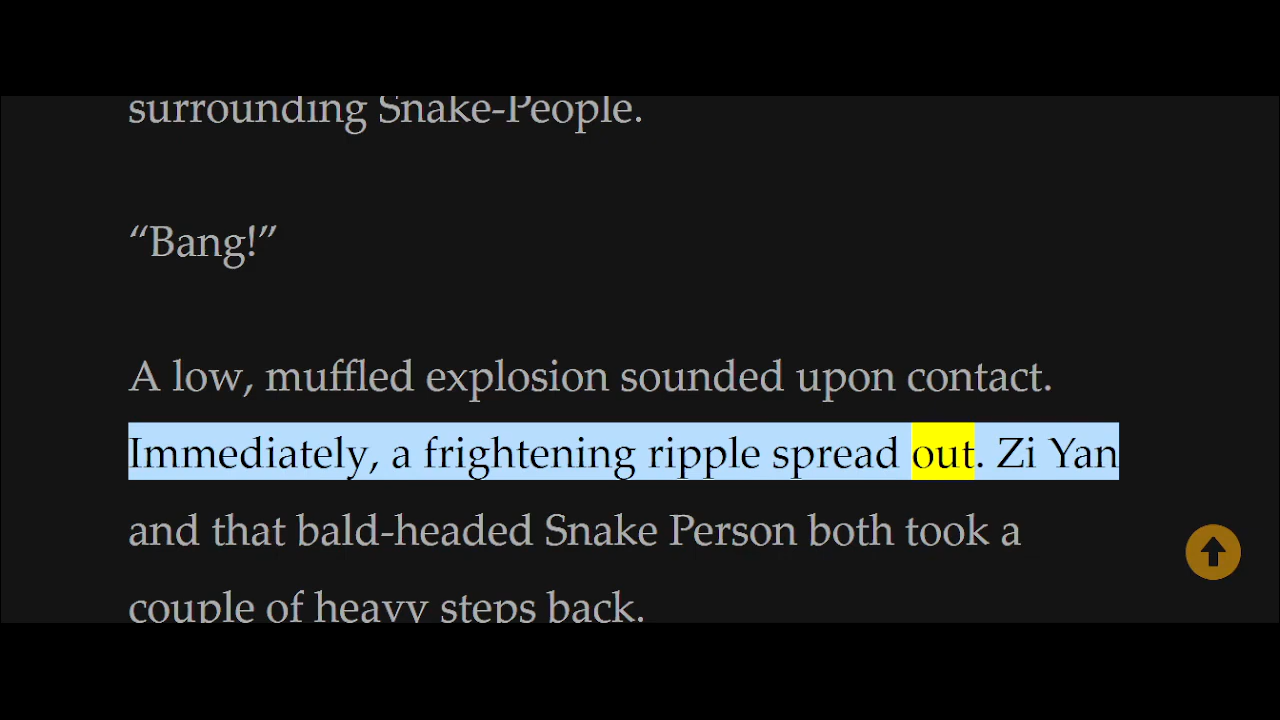 surrounding Snake-People.
“Bang!”
A low, muffled explosion sounded upon contact.
Immediately, a frightening ripple spread out. Zi Yan
and that bald-headed Snake Person both took a
couple of heavy steps back.